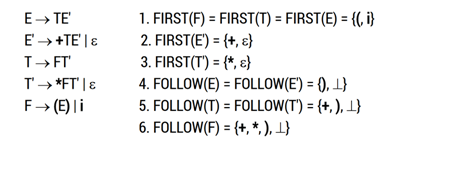 E → TE'
E' → +TE' | ε
T → FT'
T' → *FT' | ε
F → (E) | i
1. FIRST(F) = FIRST(T) = FIRST(E) = {(, i}
2. FIRST(E') = {+, ε}
3. FIRST(T') = {*, ε}
4. FOLLOW(E) = FOLLOW(E') = {), ⊥}
5. FOLLOW(T) = FOLLOW(T') = {+, ), ⊥}
6. FOLLOW(F) = {+, *, ), ⊥}